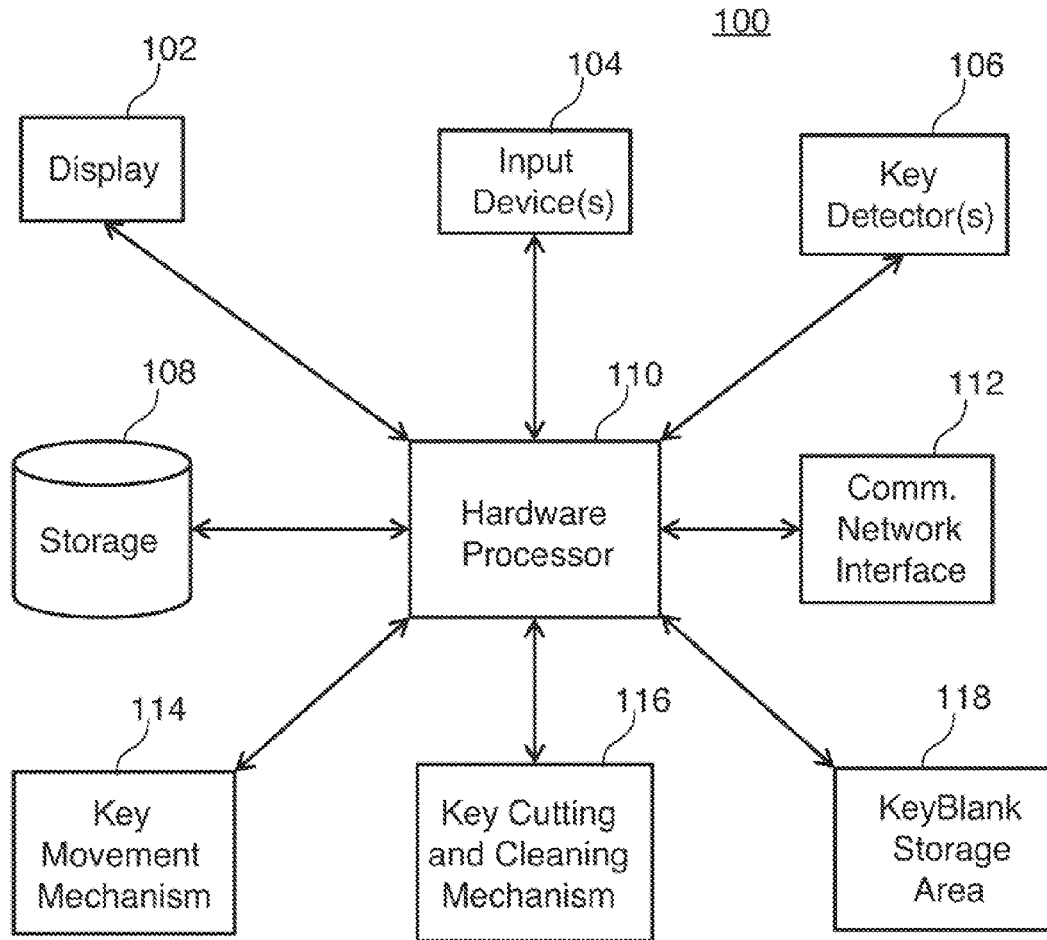 100
102
104
106
Display
Input
Device(s)
Key
Detector(s)
108
110
112
Storage
Hardware
Processor
Comm.
Network
Interface
114
116
118
Key
Movement
Mechanism
Key Cutting
and Cleaning
Mechanism
KeyBlank
Storage
Area